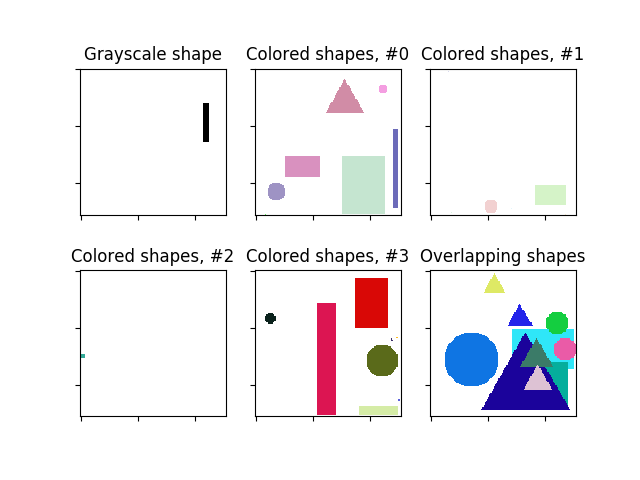 Grayscale shape
Colored shapes, #0
Colored shapes, #1
Colored shapes, #2
Colored shapes, #3
Overlapping shapes